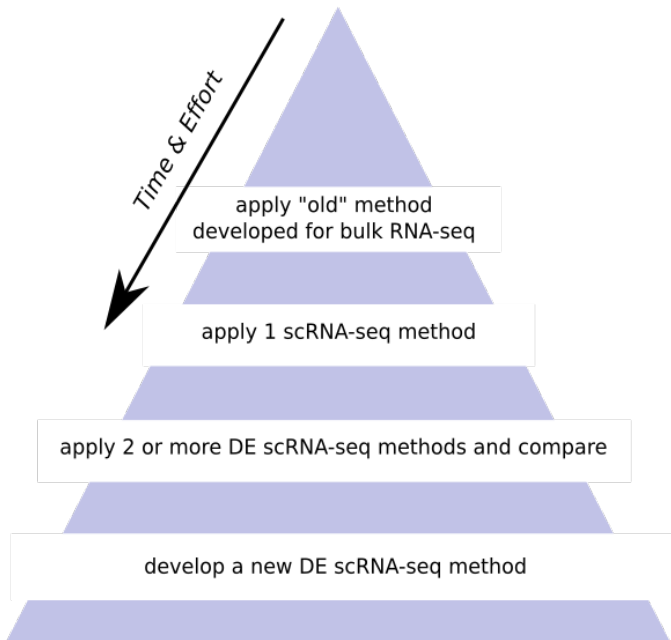 Time & Effort
apply "old" method
developed for bulk RNA-seq
apply 1 scRNA-seq method
apply 2 or more DE scRNA-seq methods and compare
develop a new DE scRNA-seq method